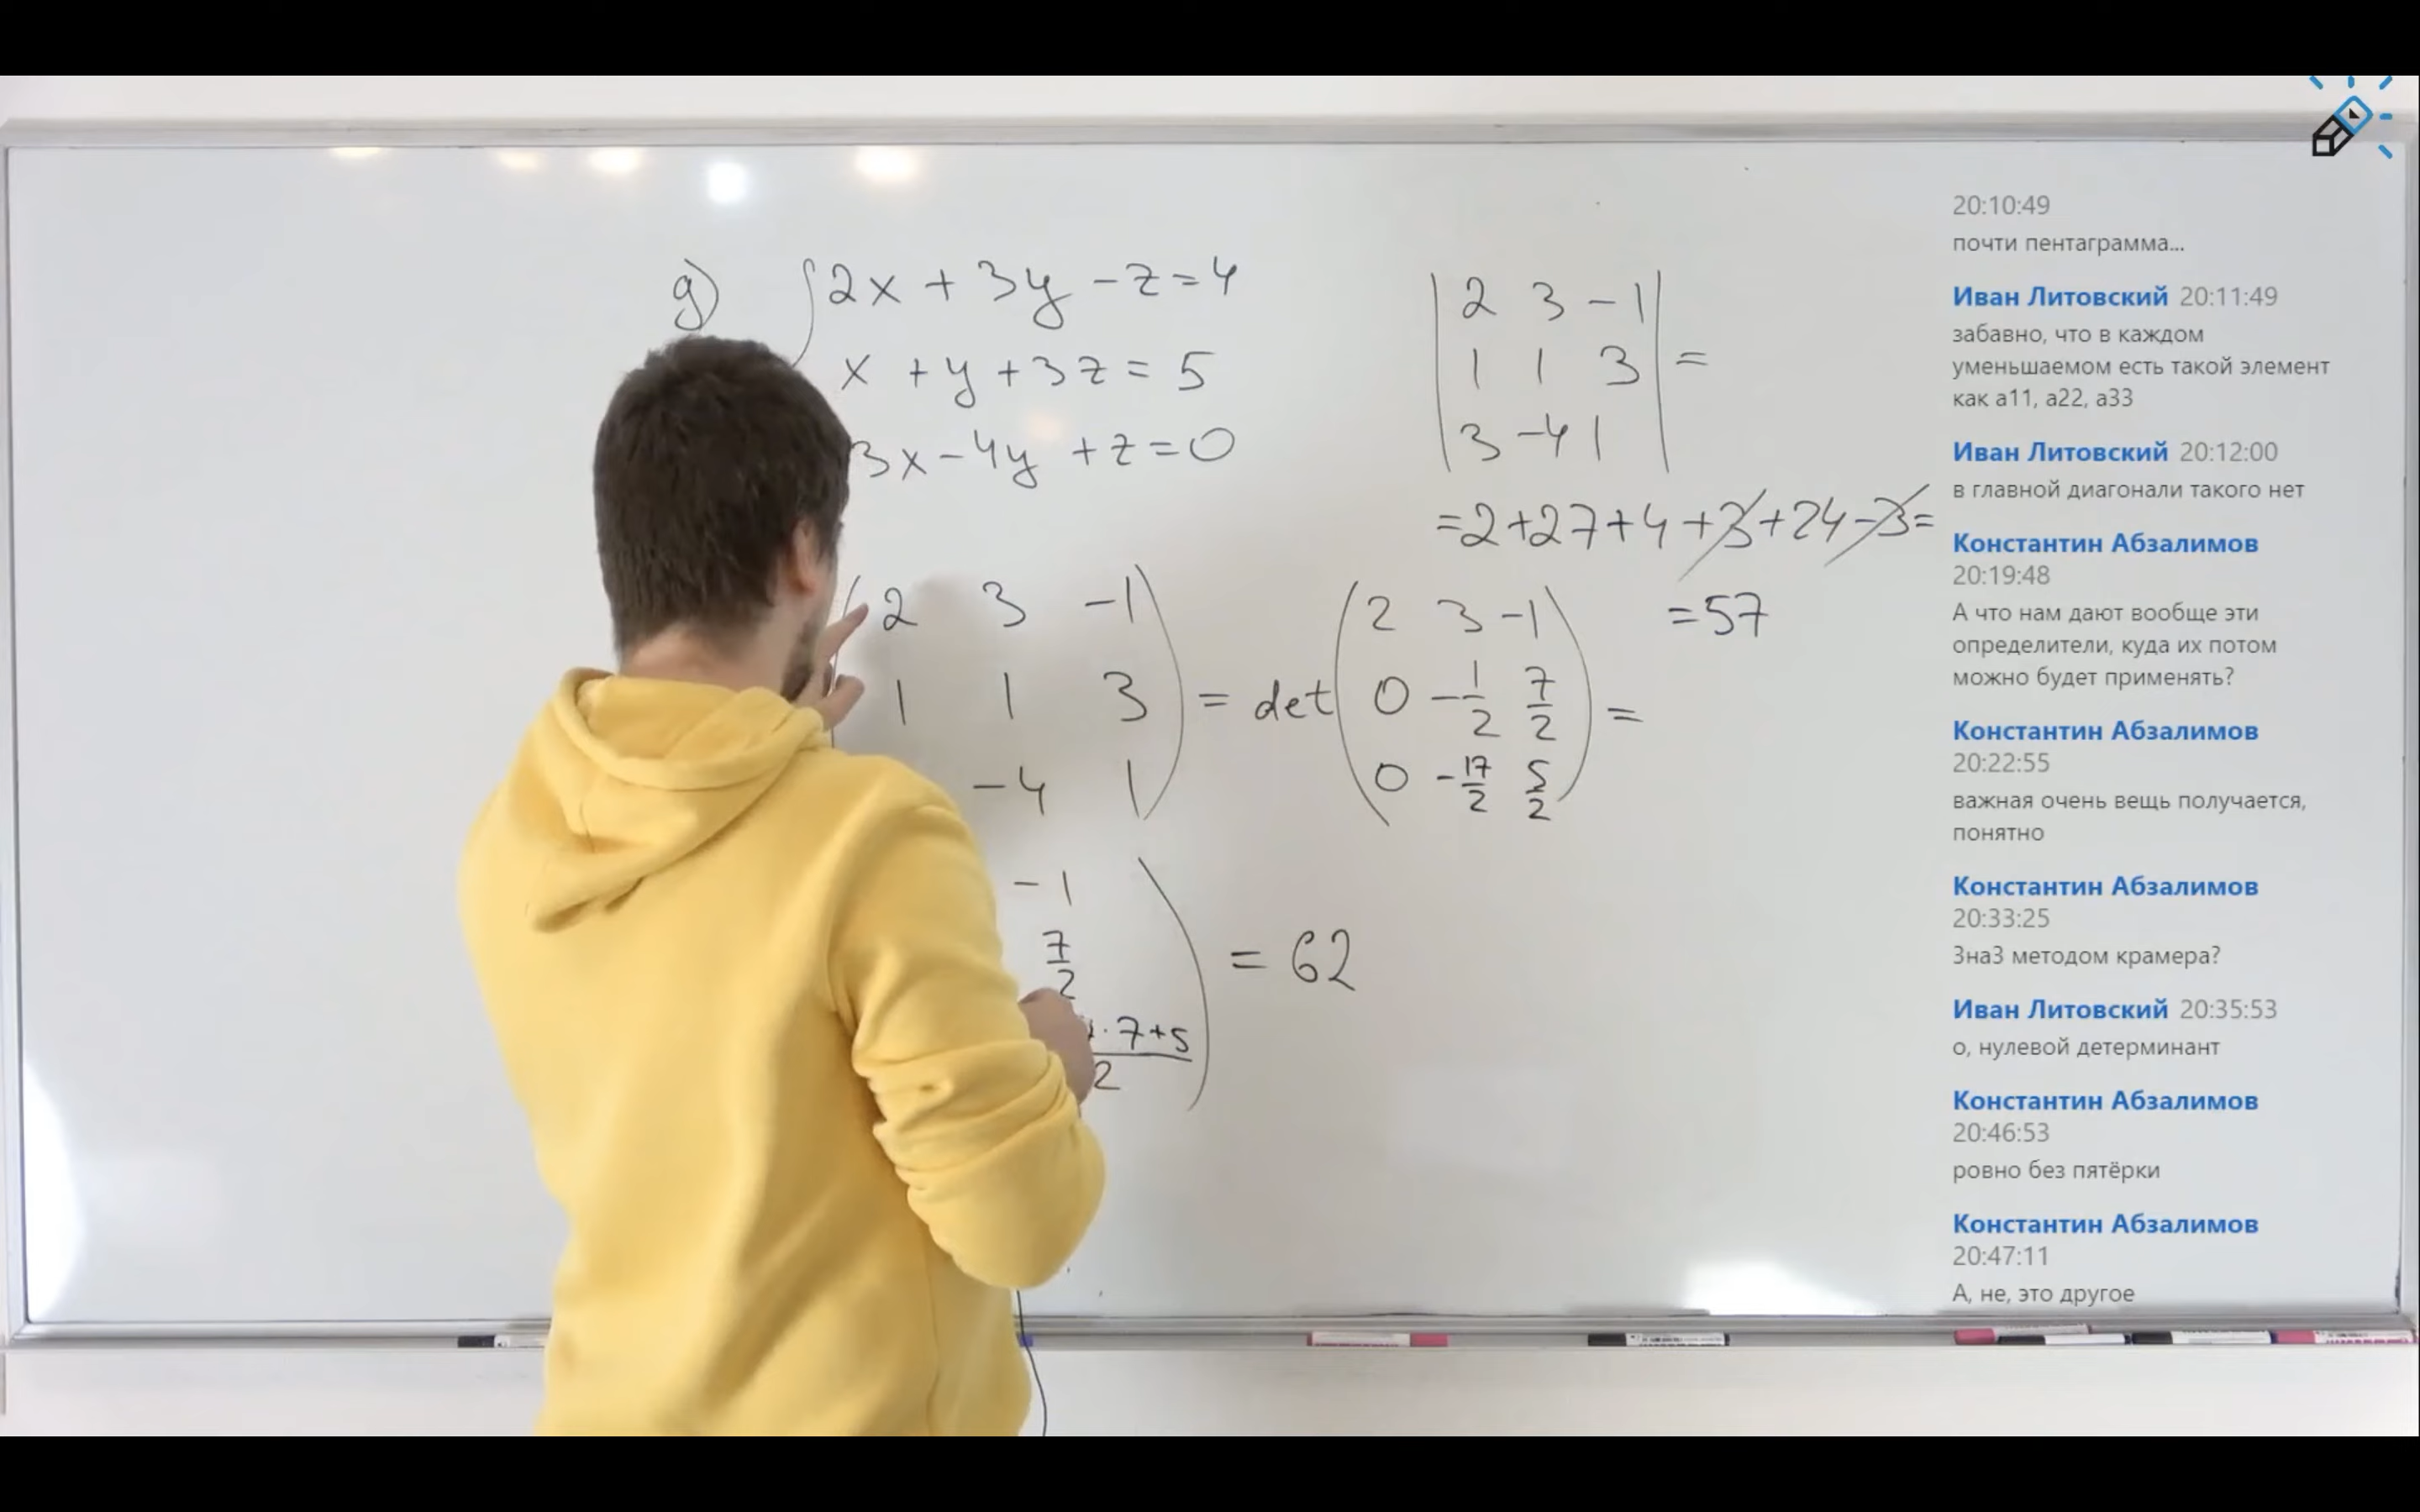 g) { 2x + 3y - z = 4
x + y + 3z = 5
3x - 4y + z = 0
| 2 3 -1 |
| 1 1 3 | =
| 3 -4 1 |
= 2 + 27 + 4 + 3 + 24 - 3 =
= 57
( 2 3 -1 )
1 1 3 ) = det ( 2 3 -1 ; 0 -1/2 7/2 ; 0 -17/2 5/2 ) =
-4 1 )
-1
7/2 ) = 62
· 7 + 5
2
20:10:49
почти пентаграмма...
Иван Литовский 20:11:49
забавно, что в каждом
уменьшаемом есть такой элемент
как a11, a22, a33
Иван Литовский 20:12:00
в главной диагонали такого нет
Константин Абзалимов
20:19:48
А что нам дают вообще эти
определители, куда их потом
можно будет применять?
Константин Абзалимов
20:22:55
важная очень вещь получается,
понятно
Константин Абзалимов
20:33:25
3на3 методом крамера?
Иван Литовский 20:35:53
о, нулевой детерминант
Константин Абзалимов
20:46:53
ровно без пятёрки
Константин Абзалимов
20:47:11
А, не, это другое